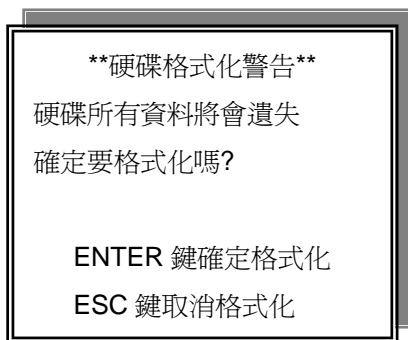 **硬碟格式化警告**
硬碟所有資料將會遺失
確定要格式化嗎?
ENTER 鍵確定格式化
ESC 鍵取消格式化